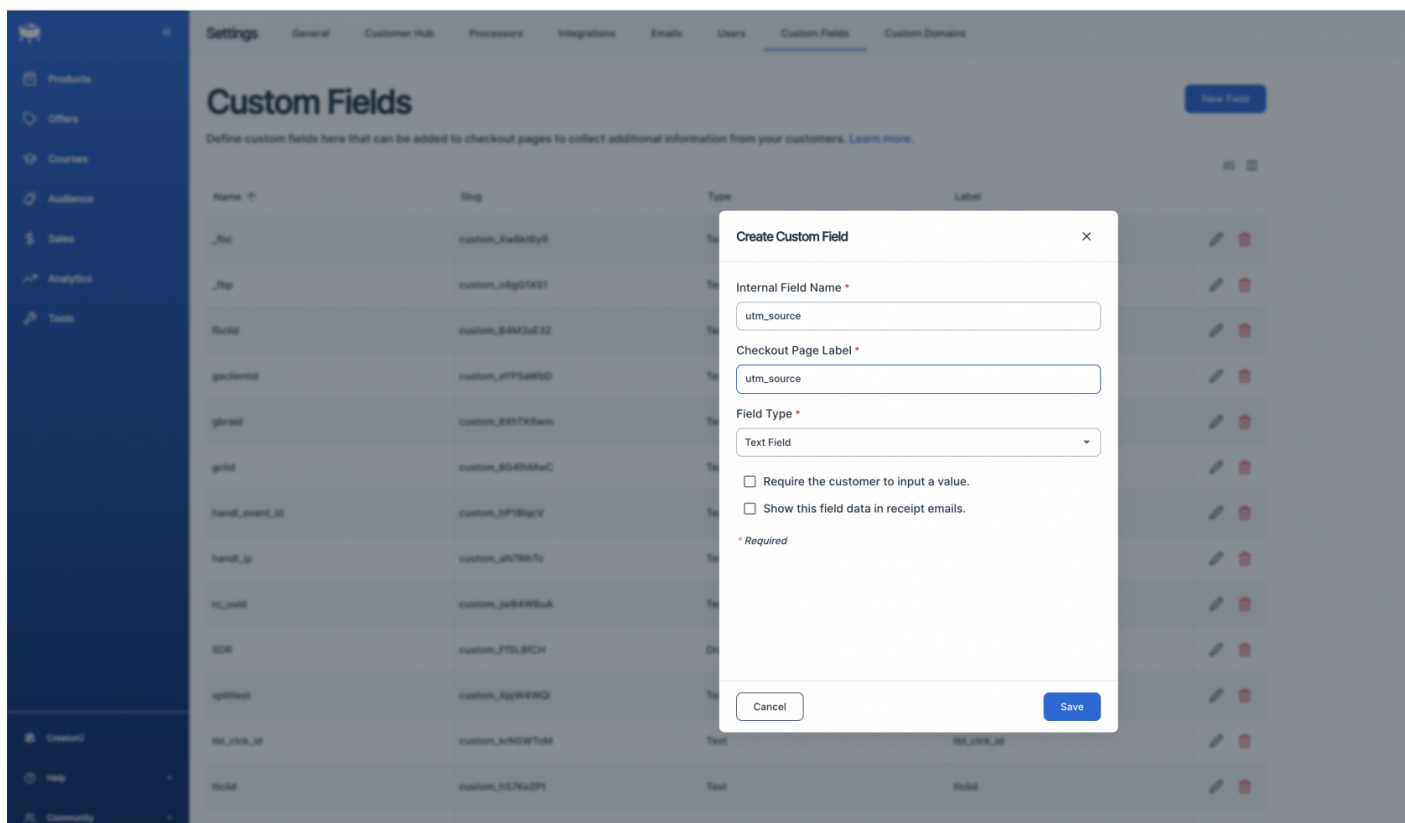 Settings General Customer Hub Processors Integrations Emails Users Custom Fields Custom Domains
Products
Offers
Courses
Audience
Sales
Analytics
Tools
CreatorU
Help
Community
Custom Fields
New Field
Define custom fields here that can be added to checkout pages to collect additional information from your customers. Learn more.
Name ↑ Slug Type Label
_fbc
_fbp
fbclid custom_B4M3sE32
gaclientid
gbraid
gclid
handl_event_id
handl_ip
rc_uuid
SDR
splittest
tbl_clck_id custom_krNSWToM Text tbl_clck_id
ttclid Text ttclid
Create Custom Field
Internal Field Name *
utm_source
Checkout Page Label *
utm_source
Field Type *
Text Field
Require the customer to input a value.
Show this field data in receipt emails.
* Required
Cancel Save